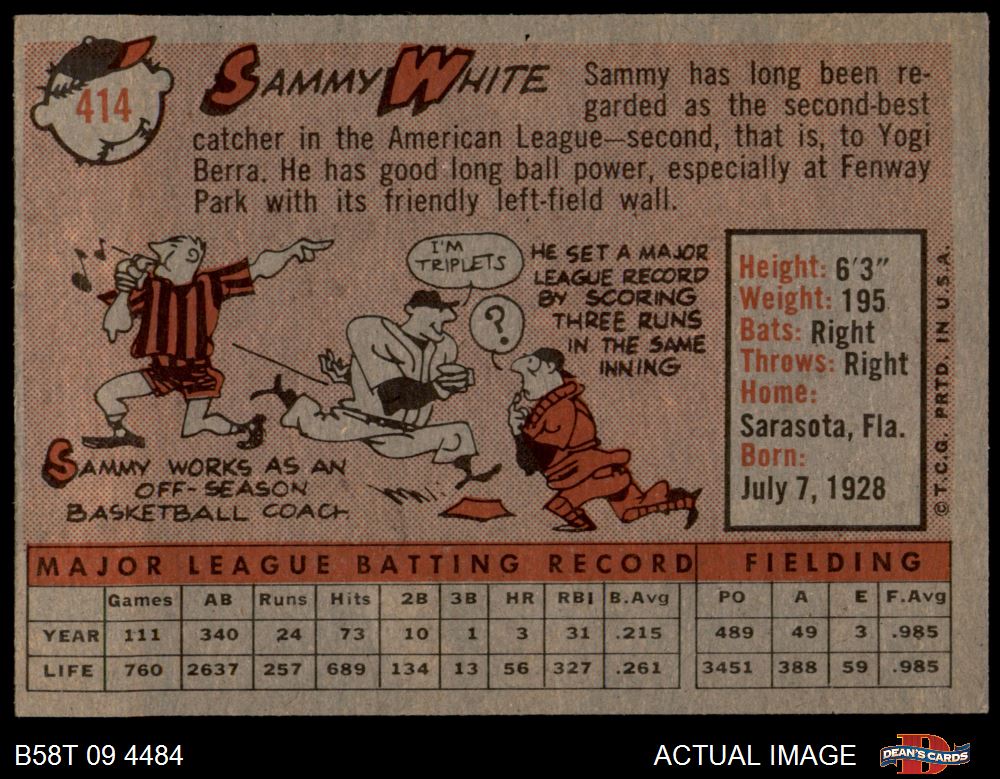 414
SAMMY WHITE
Sammy has long been re-
garded as the second-best
catcher in the American League—second, that is, to Yogi
Berra. He has good long ball power, especially at Fenway
Park with its friendly left-field wall.
I'M
TRIPLETS
?
HE SET A MAJOR
LEAGUE RECORD
BY SCORING
THREE RUNS
IN THE SAME
INNING
SAMMY WORKS AS AN
OFF-SEASON
BASKETBALL COACH
Height: 6'3"
Weight: 195
Bats: Right
Throws: Right
Home:
Sarasota, Fla.
Born:
July 7, 1928
© T.C.G. PRTD. IN U.S.A.
MAJOR LEAGUE BATTING RECORD FIELDING
Games AB Runs Hits 2B 3B HR RBI B.Avg PO A E F.Avg
YEAR 111 340 24 73 10 1 3 31 .215 489 49 3 .985
LIFE 760 2637 257 689 134 13 56 327 .261 3451 388 59 .985
B58T 09 4484 ACTUAL IMAGE DEAN'S CARDS